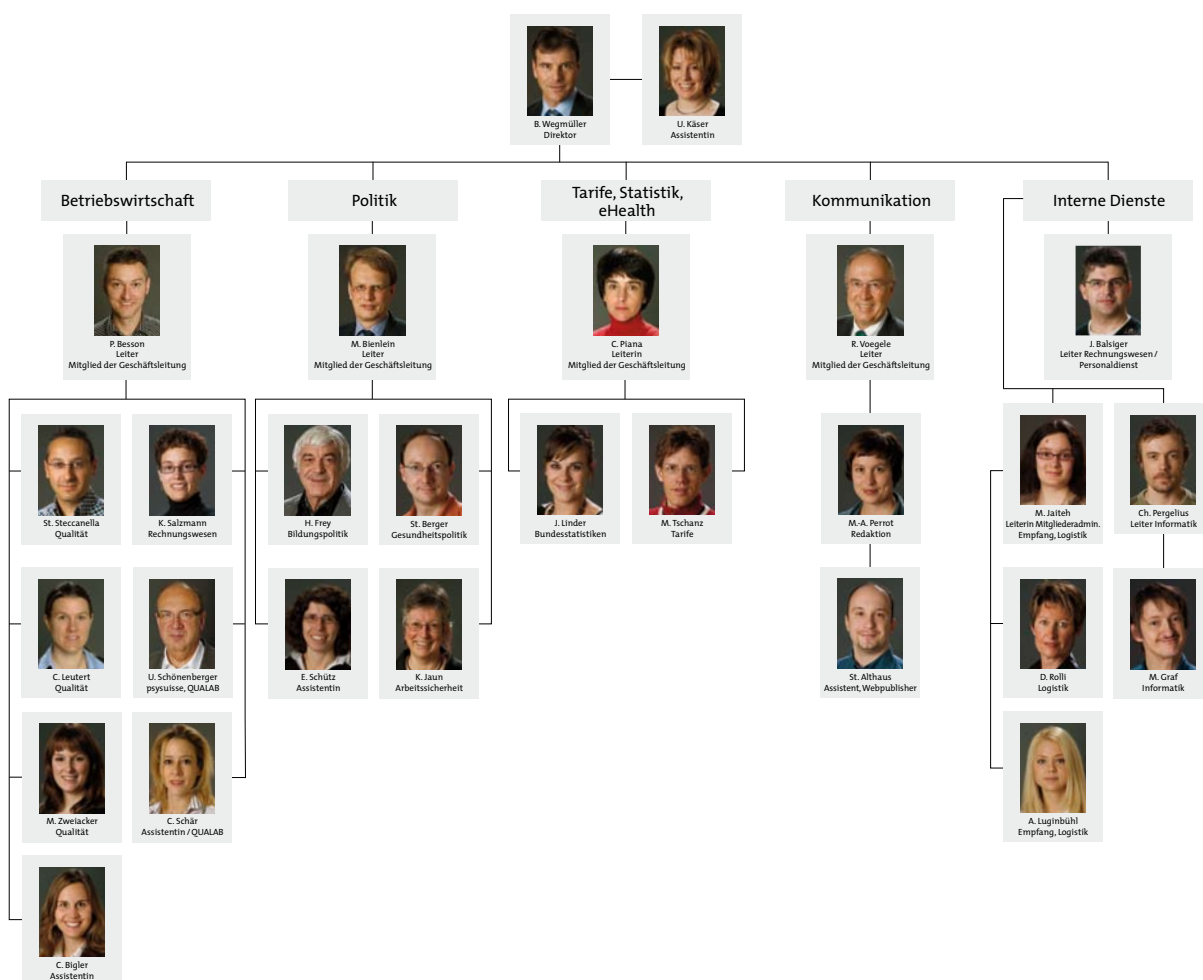 B. Wegmüller
Direktor
U. Käser
Assistentin
Betriebswirtschaft
Politik
Tarife, Statistik,
eHealth
Kommunikation
Interne Dienste
P. Besson
Leiter
Mitglied der Geschäftsleitung
M. Bienlein
Leiter
Mitglied der Geschäftsleitung
C. Piana
Leiterin
Mitglied der Geschäftsleitung
R. Voegele
Leiter
Mitglied der Geschäftsleitung
J. Balsiger
Leiter Rechnungswesen /
Personaldienst
St. Steccanella
Qualität
K. Salzmann
Rechnungswesen
H. Frey
Bildungspolitik
St. Berger
Gesundheitspolitik
J. Linder
Bundesstatistiken
M. Tschanz
Tarife
M.-A. Perrot
Redaktion
M. Jaiteh
Leiterin Mitgliederadmin.
Empfang, Logistik
Ch. Pergelius
Leiter Informatik
C. Leutert
Qualität
U. Schönenberger
psysuisse, QUALAB
E. Schütz
Assistentin
K. Jaun
Arbeitssicherheit
St. Althaus
Assistent, Webpublisher
D. Rolli
Logistik
M. Graf
Informatik
M. Zweiacker
Qualität
C. Schär
Assistentin / QUALAB
A. Luginbühl
Empfang, Logistik
C. Bigler
Assistentin